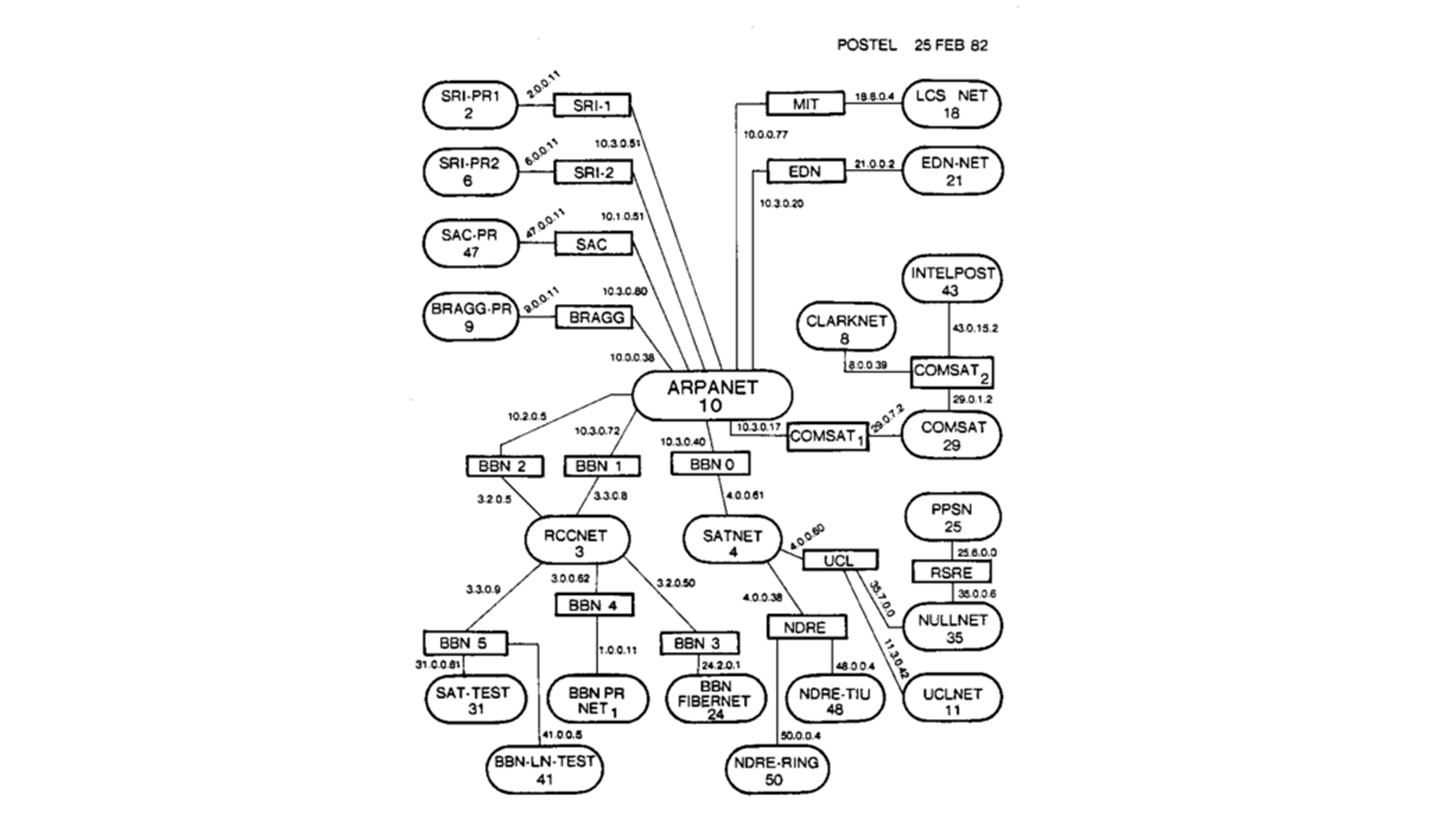 POSTEL 25 FEB 82
SRI-PR1
2
2.0.0.11
SRI-1
10.3.0.51
MIT
10.0.0.77
18.8.0.4
LCS NET
18
SRI-PR2
6
6.0.0.11
SRI-2
10.1.0.51
EDN
10.3.0.20
21.0.0.2
EDN-NET
21
SAC-PR
47
47.0.0.11
SAC
10.3.0.80
INTELPOST
43
43.0.15.2
BRAGG-PR
9
9.0.0.11
BRAGG
10.0.0.38
CLARKNET
8
8.0.0.39
COMSAT 2
29.0.1.2
ARPANET
10
10.3.0.17
COMSAT 1
29.0.7.2
COMSAT
29
10.2.0.5
10.3.0.72
10.3.0.40
BBN 2
BBN 1
BBN 0
3.2.0.5
3.3.0.8
4.0.0.61
RCCNET
3
SATNET
4
4.0.0.60
UCL
PPSN
25
25.6.0.0
RSRE
35.0.0.6
3.3.0.9
3.0.0.62
3.2.0.50
4.0.0.38
35.7.0.0
NULLNET
35
BBN 4
BBN 5
BBN 3
NDRE
31.0.0.61
1.0.0.11
24.2.0.1
48.0.0.4
11.3.0.42
SAT-TEST
31
BBN PR
NET 1
BBN
FIBERNET
24
NDRE-TIU
48
UCLNET
11
41.0.0.5
50.0.0.4
BBN-LN-TEST
41
NDRE-RING
50